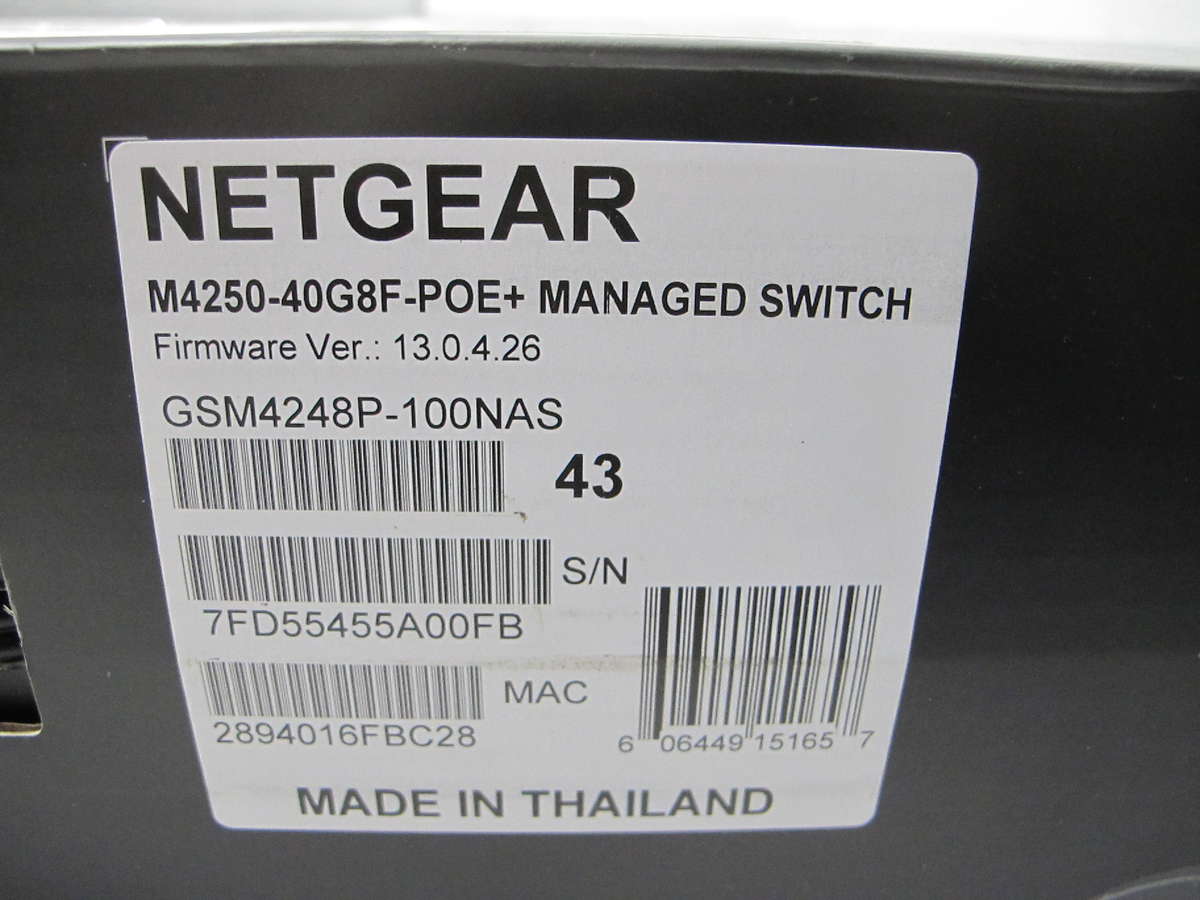 NETGEAR
M4250-40G8F-POE+ MANAGED SWITCH
Firmware Ver.: 13.0.4.26
GSM4248P-100NAS
43
S/N
7FD55455A00FB
MAC
2894016FBC28
6 06449 15165 7
MADE IN THAILAND